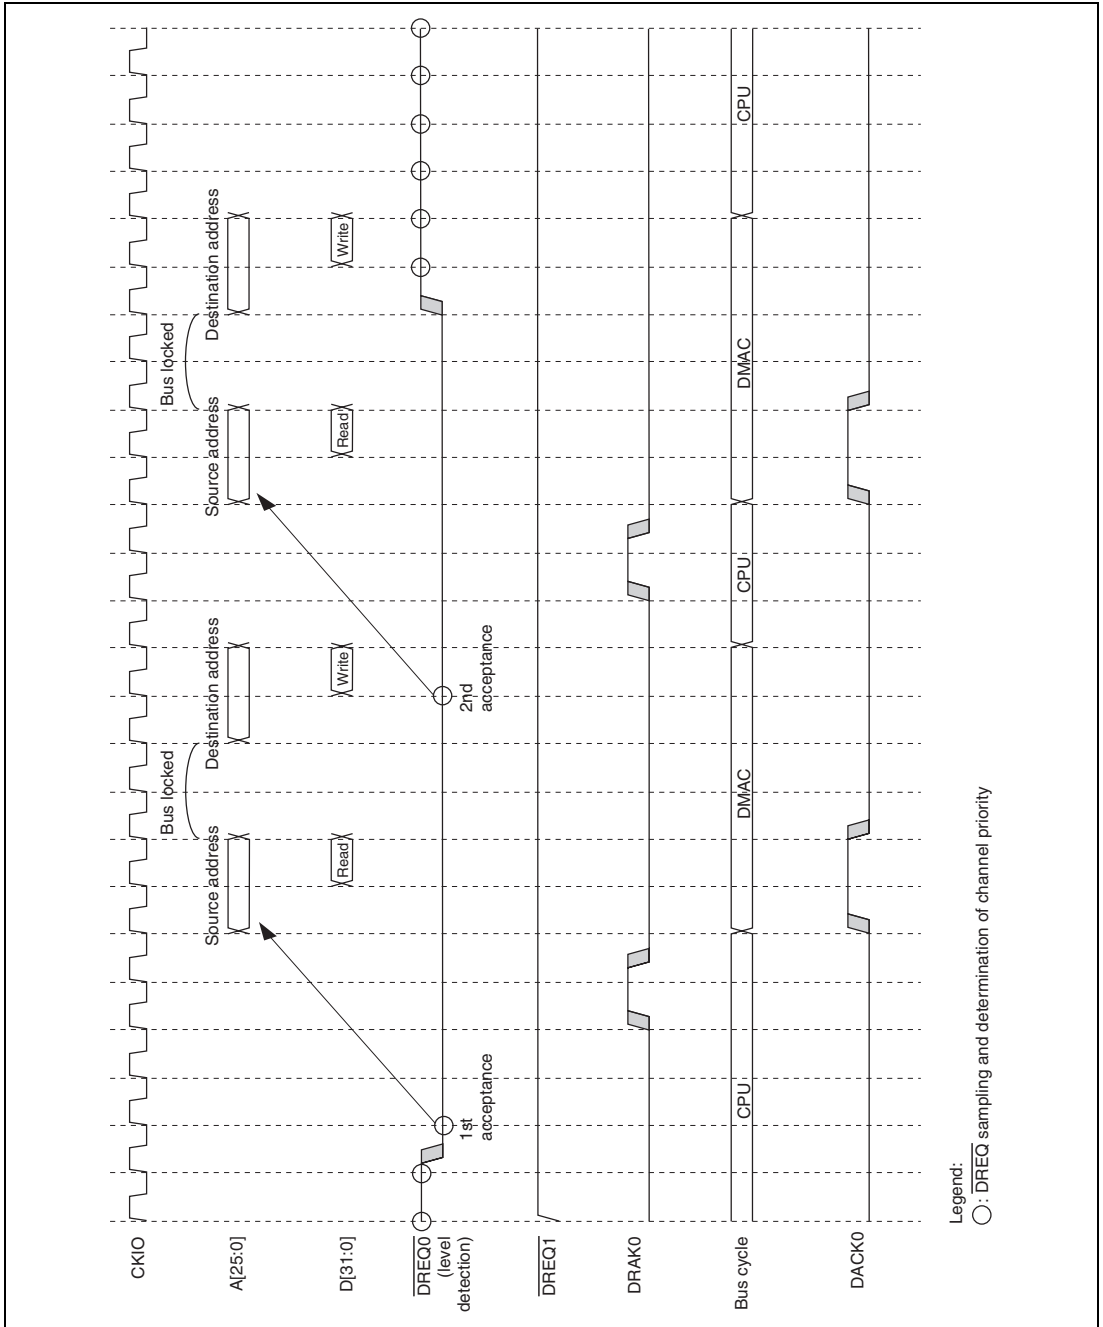 CKIO
Bus locked
Bus locked
Source address
Destination address
Source address
Destination address
A[25:0]
D[31:0]
Read
Write
Read
Write
DREQ0
(level
detection)
1st
acceptance
2nd
acceptance
DREQ1
DRAK0
Bus cycle
CPU
DMAC
CPU
DMAC
CPU
DACK0
Legend:
: DREQ sampling and determination of channel priority